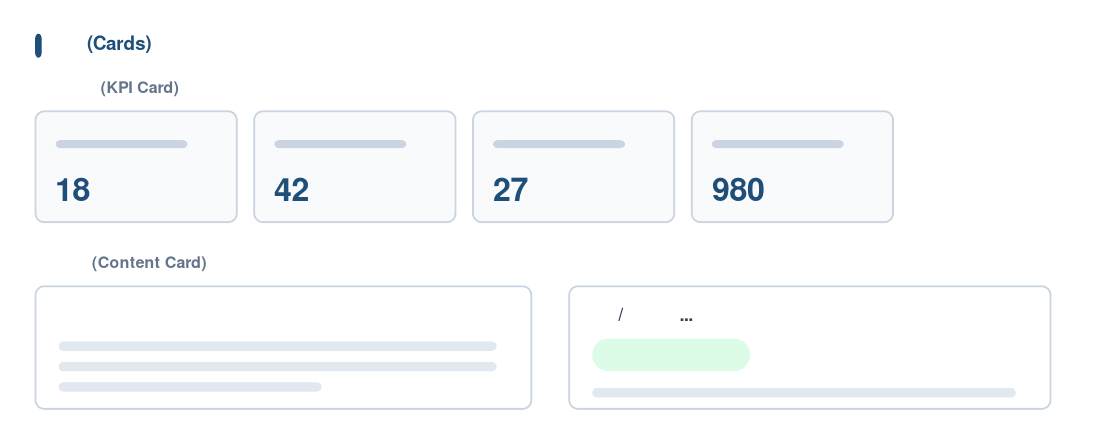 (Cards)
(KPI Card)
18 42 27 980
(Content Card)
/ ...